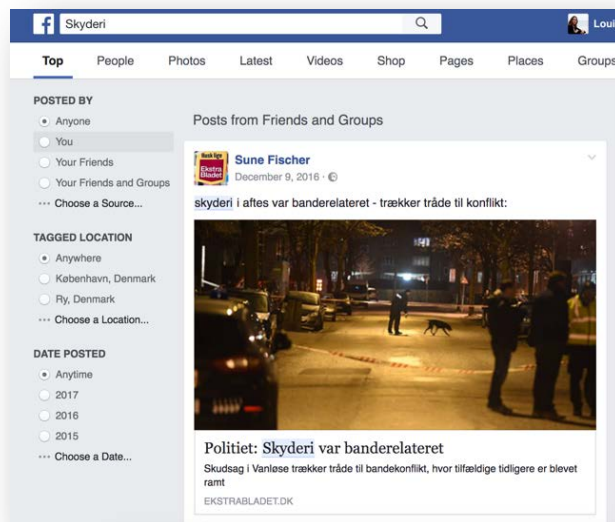 Skyderi
Loui
Top People Photos Latest Videos Shop Pages Places Groups
POSTED BY
Anyone
You
Your Friends
Your Friends and Groups
Choose a Source...
TAGGED LOCATION
Anywhere
København, Denmark
Ry, Denmark
Choose a Location...
DATE POSTED
Anytime
2017
2016
2015
Choose a Date...
Posts from Friends and Groups
Ekstra
Bladet
Sune Fischer
December 9, 2016 ·
skyderi i aftes var banderelateret - trækker tråde til konflikt:
Politiet: Skyderi var banderelateret
Skudsag i Vanløse trækker tråde til bandekonflikt, hvor tilfældige tidligere er blevet
ramt
EKSTRABLADET.DK